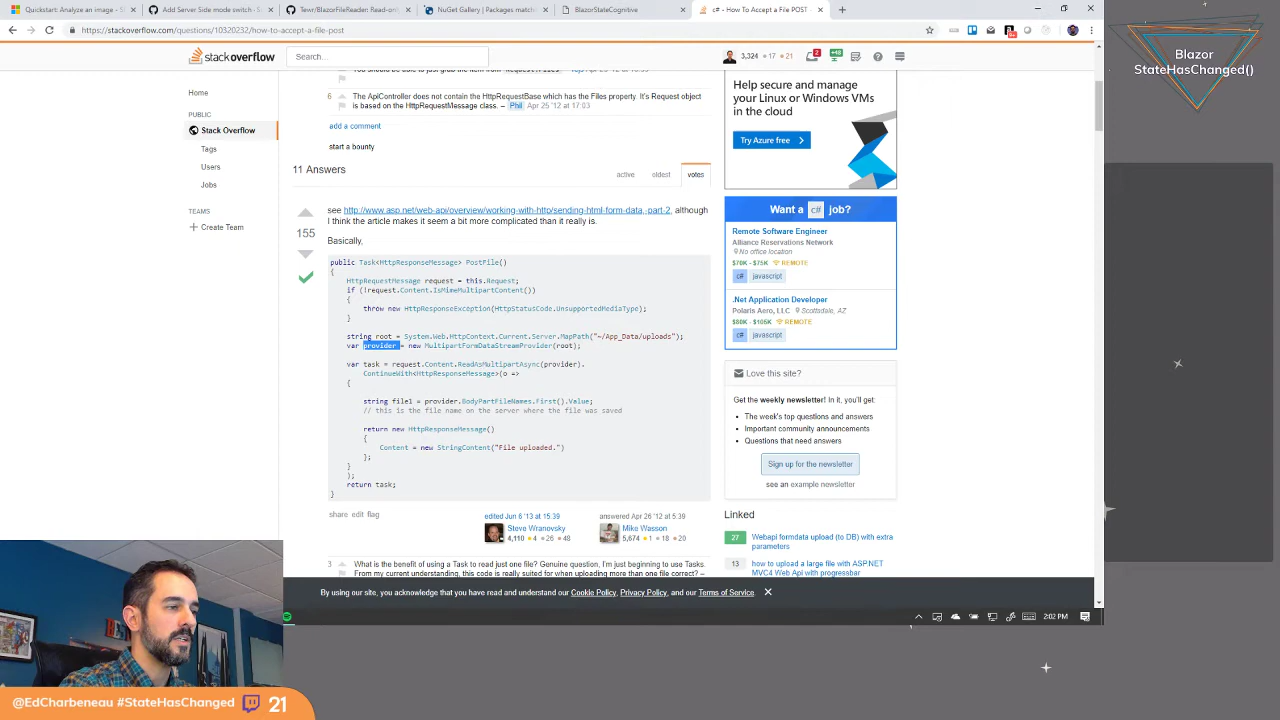 Quickstart: Analyze an image -
Add Server Side mode switch -
Tewr/BlazorFileReader: Read-onl
NuGet Gallery | Packages match
BlazorStateCognitive
c# - How To Accept a File POST -
https://stackoverflow.com/questions/10320232/how-to-accept-a-file-post
Blazor
StateHasChanged()
stackoverflow
Search...
3,324 17 21
2
+48
6 The ApiController does not contain the HttpRequestBase which has the Files property. It's Request object
is based on the HttpRequestMessage class. – Phil Apr 25 '12 at 17:03
add a comment
start a bounty
Home
PUBLIC
Stack Overflow
Tags
Users
Jobs
TEAMS
+ Create Team
11 Answers
active oldest votes
155
see http://www.asp.net/web-api/overview/working-with-http/sending-html-form-data,-part-2, although
I think the article makes it seem a bit more complicated than it really is.
Basically,
public Task<HttpResponseMessage> PostFile()
{
HttpRequestMessage request = this.Request;
if (!request.Content.IsMimeMultipartContent())
{
throw new HttpResponseException(HttpStatusCode.UnsupportedMediaType);
}
string root = System.Web.HttpContext.Current.Server.MapPath("~/App_Data/uploads");
var provider = new MultipartFormDataStreamProvider(root);
var task = request.Content.ReadAsMultipartAsync(provider).
ContinueWith<HttpResponseMessage>(o =>
{
string file1 = provider.BodyPartFileNames.First().Value;
// this is the file name on the server where the file was saved
return new HttpResponseMessage()
{
Content = new StringContent("File uploaded.")
};
}
);
return task;
}
share edit flag
edited Jun 6 '13 at 15:39
Steve Wranovsky
4,110 4 26 48
answered Apr 26 '12 at 5:39
Mike Wasson
5,674 1 18 20
3 What is the benefit of using a Task to read just one file? Genuine question, I'm just beginning to use Tasks.
From my current understanding, this code is really suited for when uploading more than one file correct? –
Help secure and manage
your Linux or Windows VMs
in the cloud
Try Azure free
Want a c# job?
Remote Software Engineer
Alliance Reservations Network
No office location
$70K - $75K REMOTE
c# javascript
.Net Application Developer
Polaris Aero, LLC Scottsdale, AZ
$80K - $105K REMOTE
c# javascript
Love this site?
Get the weekly newsletter! In it, you'll get:
• The week's top questions and answers
• Important community announcements
• Questions that need answers
Sign up for the newsletter
see an example newsletter
Linked
27 Webapi formdata upload (to DB) with extra
parameters
13 how to upload a large file with ASP.NET
MVC4 Web Api with progressbar
By using our site, you acknowledge that you have read and understand our Cookie Policy, Privacy Policy, and our Terms of Service.
2:02 PM
@EdCharbeneau #StateHasChanged 21